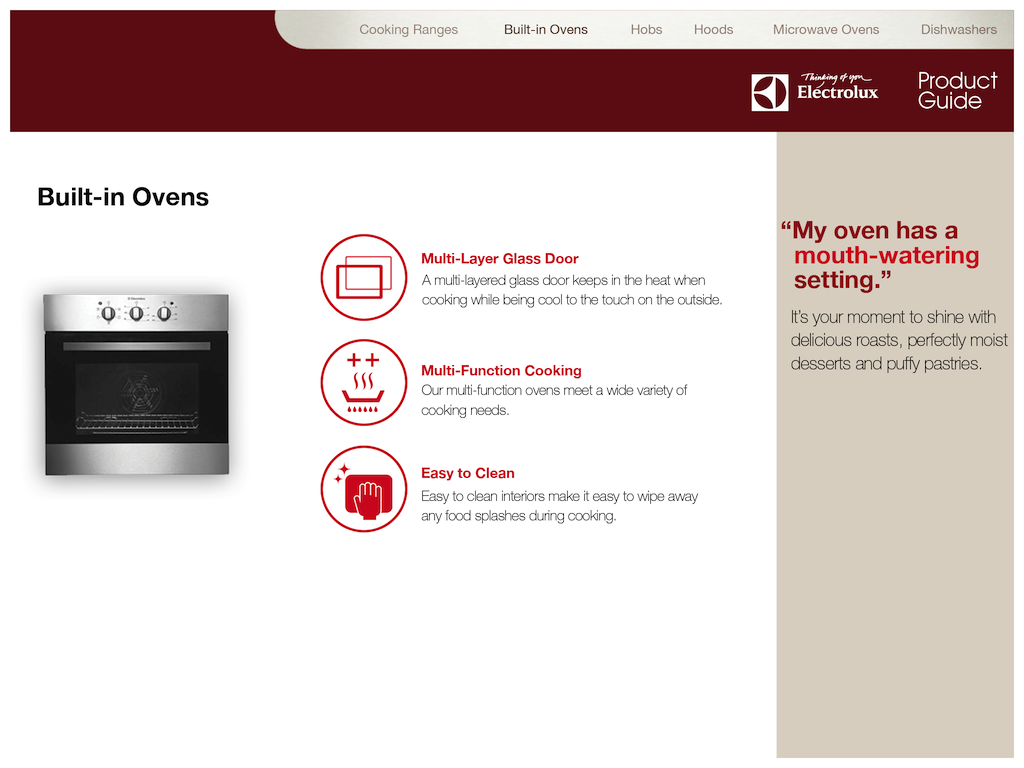 Cooking Ranges Built-in Ovens Hobs Hoods Microwave Ovens Dishwashers
Thinking of you
Electrolux
Product
Guide
Built-in Ovens
“My oven has a
mouth-watering
setting.”
It’s your moment to shine with
delicious roasts, perfectly moist
desserts and puffy pastries.
Multi-Layer Glass Door
A multi-layered glass door keeps in the heat when
cooking while being cool to the touch on the outside.
Multi-Function Cooking
Our multi-function ovens meet a wide variety of
cooking needs.
Easy to Clean
Easy to clean interiors make it easy to wipe away
any food splashes during cooking.
Electrolux